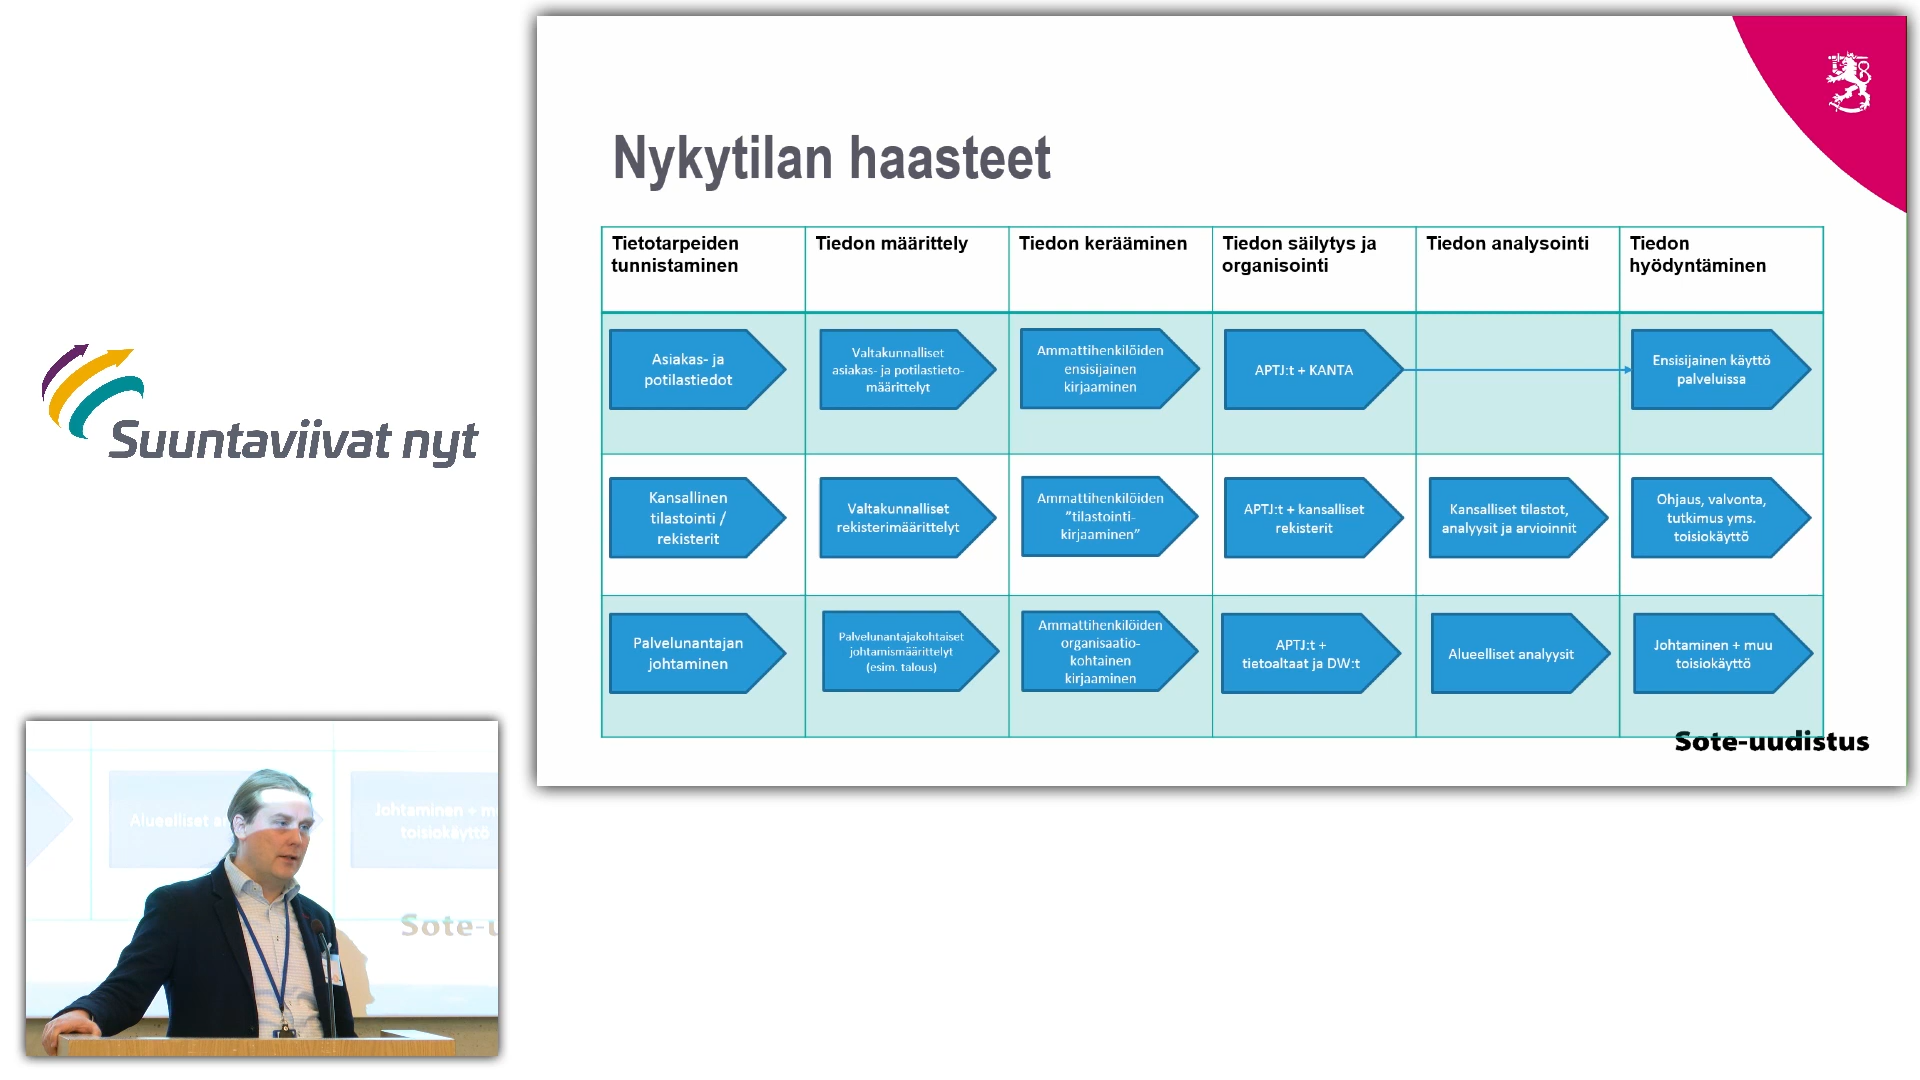 Nykytilan haasteet
Tietotarpeiden
tunnistaminen
Tiedon määrittely
Tiedon kerääminen
Tiedon säilytys ja
organisointi
Tiedon analysointi
Tiedon
hyödyntäminen
Asiakas- ja
potilastiedot
Valtakunnalliset
asiakas- ja potilastieto-
määrittelyt
Ammattihenkilöiden
ensisijainen
kirjaaminen
APTJ:t + KANTA
Ensisijainen käyttö
palveluissa
Kansallinen
tilastointi /
rekisterit
Valtakunnalliset
rekisterimäärittelyt
Ammattihenkilöiden
”tilastointi-
kirjaaminen”
APTJ:t + kansalliset
rekisterit
Kansalliset tilastot,
analyysit ja arvioinnit
Ohjaus, valvonta,
tutkimus yms.
toisiokäyttö
Palvelunantajan
johtaminen
Palvelunantajakohtaiset
johtamismäärittelyt
(esim. talous)
Ammattihenkilöiden
organisaatio-
kohtainen
kirjaaminen
APTJ:t +
tietoaltaat ja DW:t
Alueelliset analyysit
Johtaminen + muu
toisiokäyttö
Sote-uudistus
Suuntaviivat nyt
Alueelliset
Johtaminen + m
toisiokäyttö
Sote-u